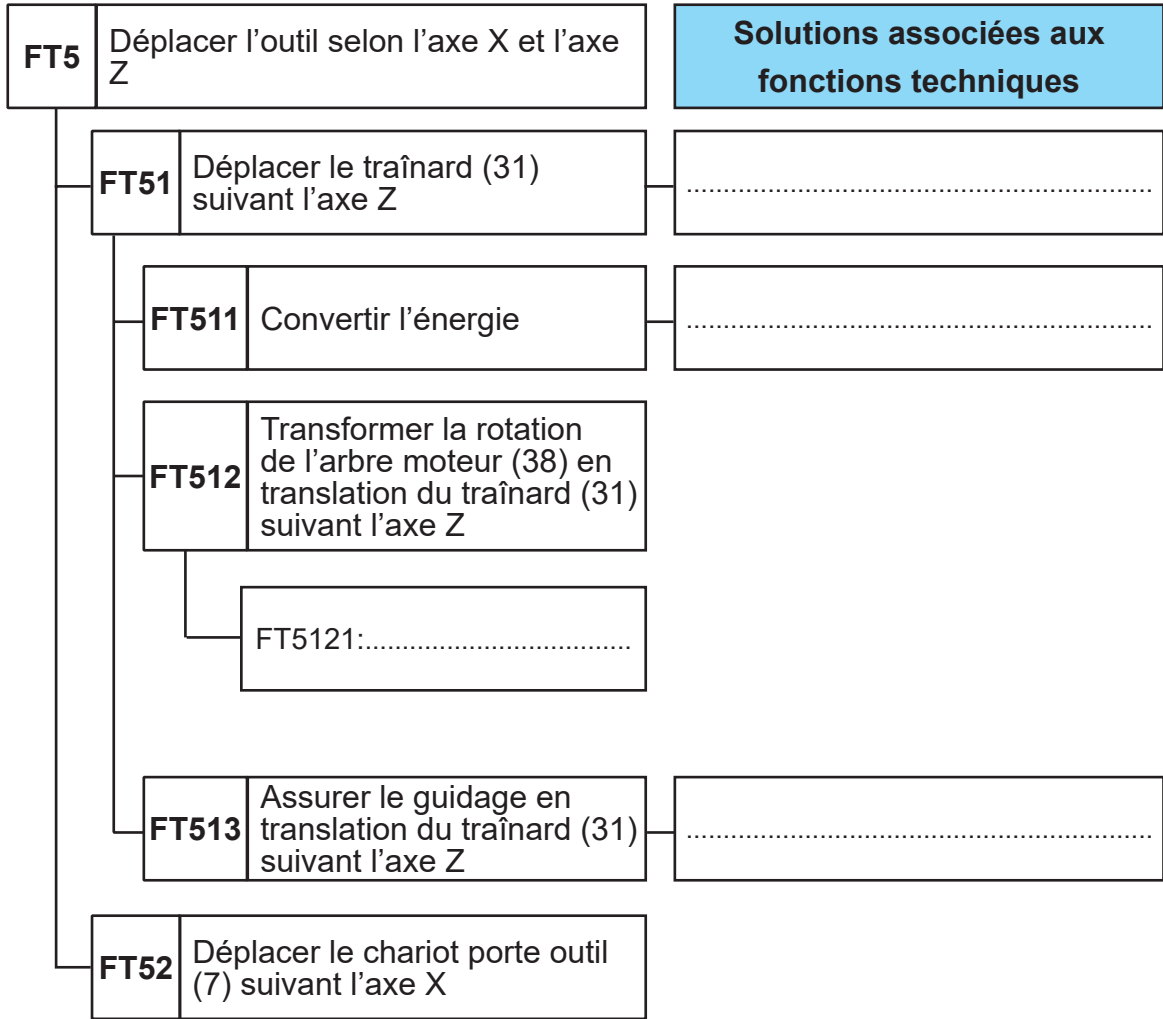 FT5
Déplacer l’outil selon l’axe X et l’axe
Z
Solutions associées aux
fonctions techniques
FT51
Déplacer le traînard (31)
suivant l’axe Z
................................................................
FT511
Convertir l’énergie
................................................................
FT512
Transformer la rotation
de l’arbre moteur (38) en
translation du traînard (31)
suivant l’axe Z
FT5121:....................................
FT513
Assurer le guidage en
translation du traînard (31)
suivant l’axe Z
................................................................
FT52
Déplacer le chariot porte outil
(7) suivant l’axe X